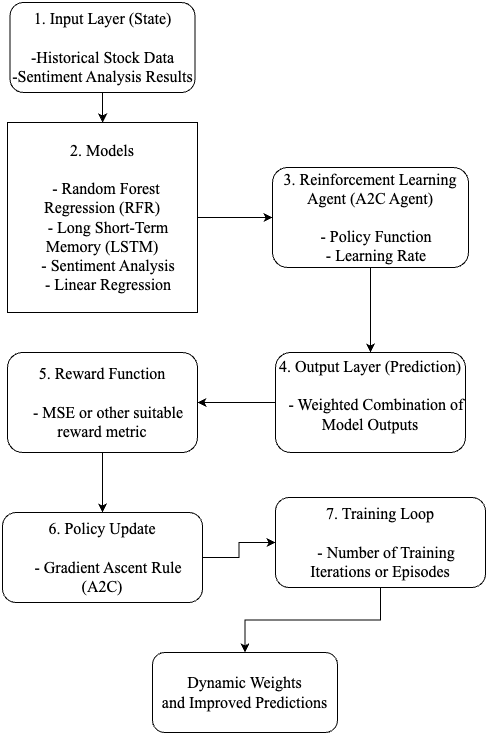 1. Input Layer (State)
-Historical Stock Data
-Sentiment Analysis Results
2. Models
- Random Forest
Regression (RFR)
- Long Short-Term
Memory (LSTM)
- Sentiment Analysis
- Linear Regression
3. Reinforcement Learning
Agent (A2C Agent)
- Policy Function
- Learning Rate
4. Output Layer (Prediction)
- Weighted Combination of
Model Outputs
5. Reward Function
- MSE or other suitable
reward metric
6. Policy Update
- Gradient Ascent Rule
(A2C)
7. Training Loop
- Number of Training
Iterations or Episodes
Dynamic Weights
and Improved Predictions